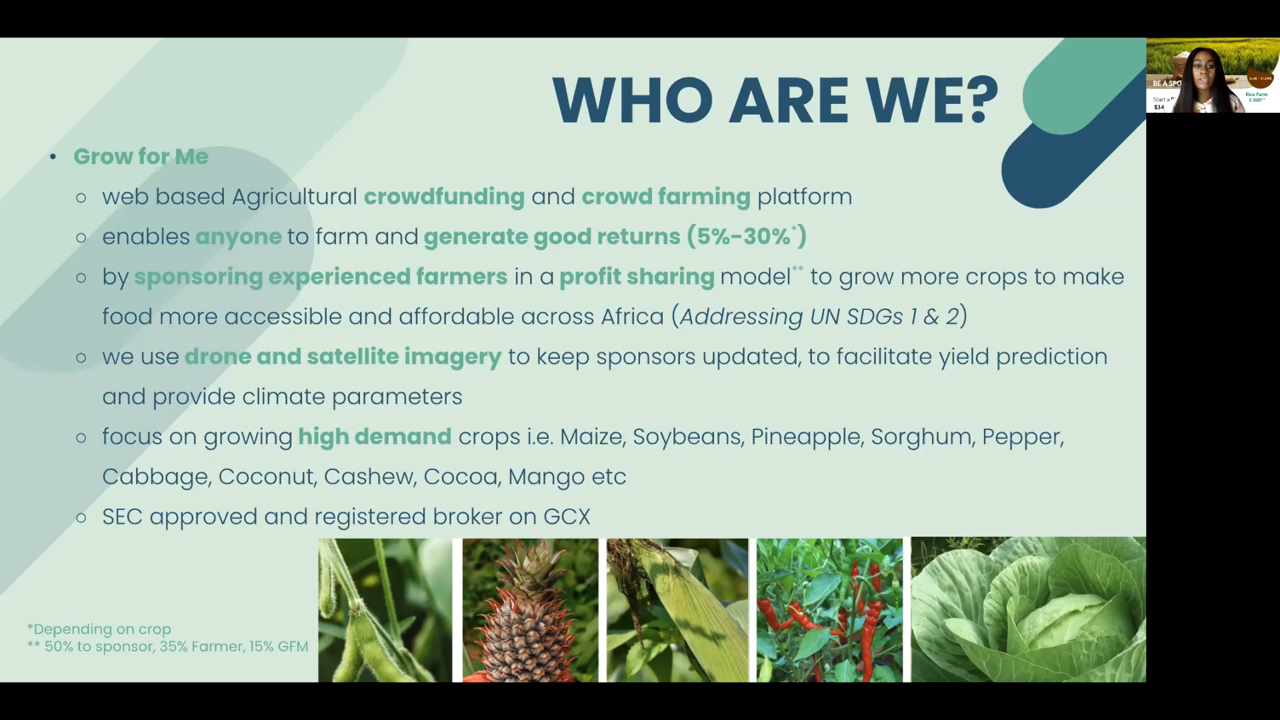 WHO ARE WE?
• Grow for Me
○ web based Agricultural crowdfunding and crowd farming platform
○ enables anyone to farm and generate good returns (5%-30%*)
○ by sponsoring experienced farmers in a profit sharing model** to grow more crops to make
food more accessible and affordable across Africa (Addressing UN SDGs 1 & 2)
○ we use drone and satellite imagery to keep sponsors updated, to facilitate yield prediction
and provide climate parameters
○ focus on growing high demand crops i.e. Maize, Soybeans, Pineapple, Sorghum, Pepper,
Cabbage, Coconut, Cashew, Cocoa, Mango etc
○ SEC approved and registered broker on GCX
*Depending on crop
** 50% to sponsor, 35% Farmer, 15% GFM
BE A SPO
Start a
Rice Farm